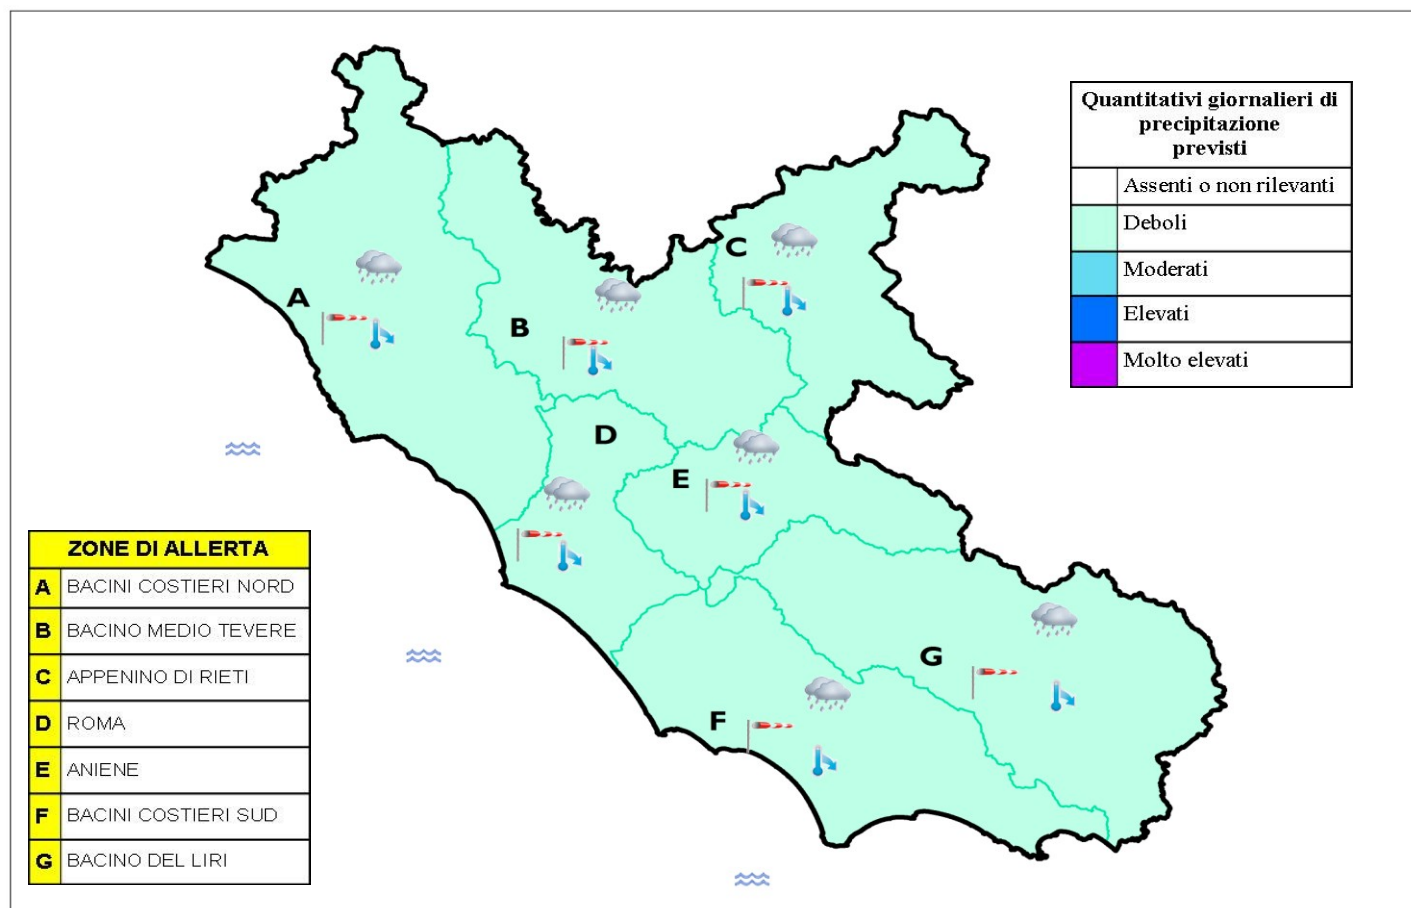 Quantitativi giornalieri di
precipitazione
previsti
Assenti o non rilevanti
Deboli
Moderati
Elevati
Molto elevati
C
A
B
D
E
G
F
ZONE DI ALLERTA
A BACINI COSTIERI NORD
B BACINO MEDIO TEVERE
C APPENINO DI RIETI
D ROMA
E ANIENE
F BACINI COSTIERI SUD
G BACINO DEL LIRI